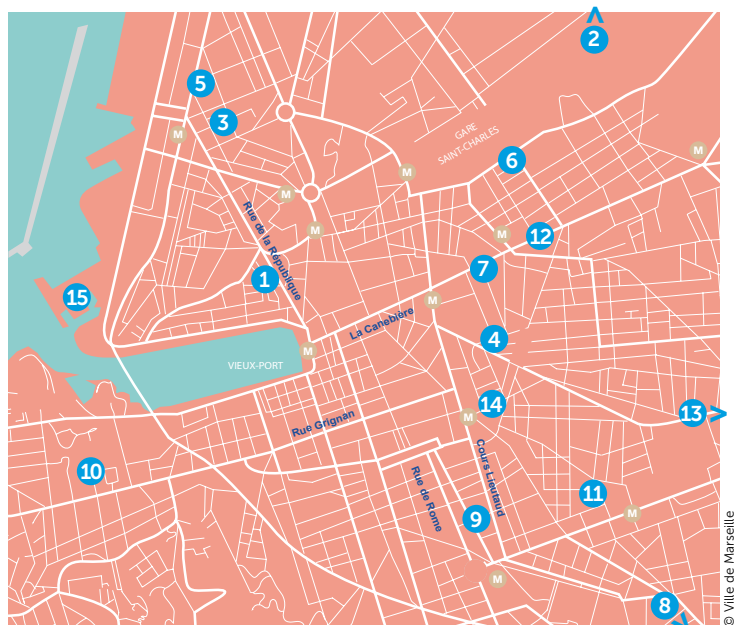 2
5
3
M
GARE
SAINT-CHARLES
6
M
M
M
Rue de la République
M
M
12
7
1
15
M
La Canebière
4
M
VIEUX-PORT
14
13
M
Rue Grignan
Cours Lieutaud
10
Rue de Rome
11
9
M
M
8
© Ville de Marseille